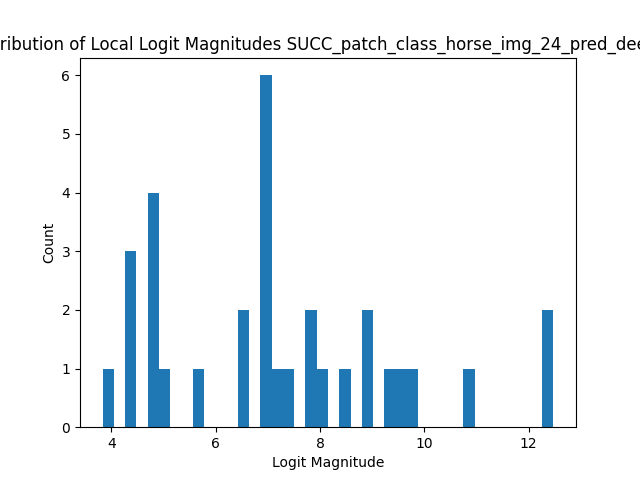 ribution of Local Logit Magnitudes SUCC_patch_class_horse_img_24_pred_dee
6
5
4
3
2
1
0
Count
4 6 8 10 12
Logit Magnitude